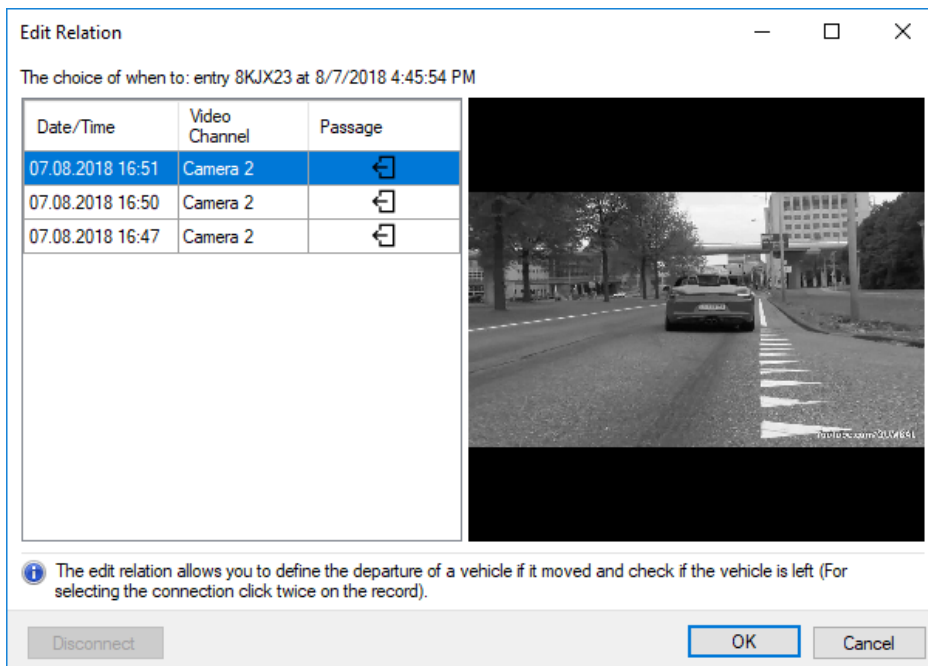 Edit Relation
The choice of when to: entry 8KJX23 at 8/7/2018 4:45:54 PM
Date/Time
Video
Channel
Passage
07.08.2018 16:51 Camera 2
07.08.2018 16:50 Camera 2
07.08.2018 16:47 Camera 2
The edit relation allows you to define the departure of a vehicle if it moved and check if the vehicle is left (For
selecting the connection click twice on the record).
Disconnect
OK
Cancel